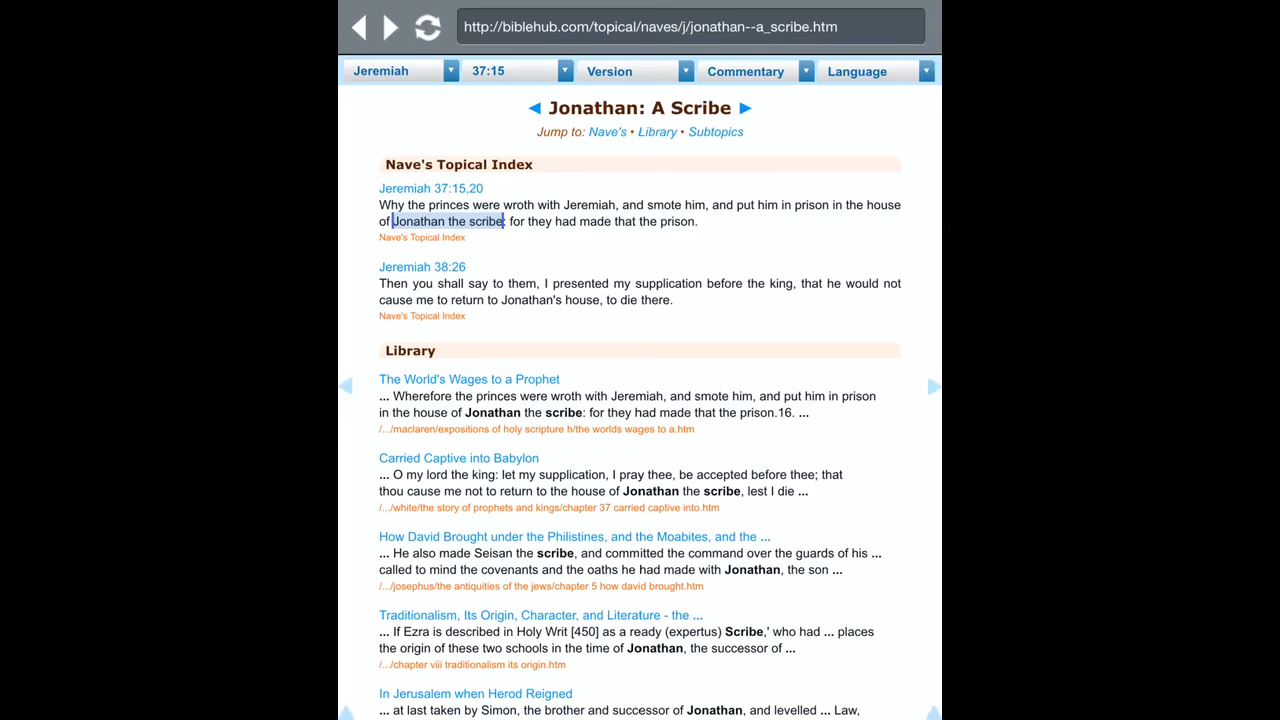 http://biblehub.com/topical/naves/j/jonathan--a_scribe.htm
Jeremiah 37:15 Version Commentary Language
Jonathan: A Scribe
Jump to: Nave's • Library • Subtopics
Nave's Topical Index
Jeremiah 37:15,20
Why the princes were wroth with Jeremiah, and smote him, and put him in prison in the house
of Jonathan the scribe: for they had made that the prison.
Nave's Topical Index
Jeremiah 38:26
Then you shall say to them, I presented my supplication before the king, that he would not
cause me to return to Jonathan's house, to die there.
Nave's Topical Index
Library
The World's Wages to a Prophet
... Wherefore the princes were wroth with Jeremiah, and smote him, and put him in prison
in the house of Jonathan the scribe: for they had made that the prison.16. ...
/.../maclaren/expositions of holy scripture h/the worlds wages to a.htm
Carried Captive into Babylon
... O my lord the king: let my supplication, I pray thee, be accepted before thee; that
thou cause me not to return to the house of Jonathan the scribe, lest I die ...
/.../white/the story of prophets and kings/chapter 37 carried captive into.htm
How David Brought under the Philistines, and the Moabites, and the ...
... He also made Seisan the scribe, and committed the command over the guards of his ...
called to mind the covenants and the oaths he had made with Jonathan, the son ...
/.../josephus/the antiquities of the jews/chapter 5 how david brought.htm
Traditionalism, Its Origin, Character, and Literature - the ...
... If Ezra is described in Holy Writ [450] as a ready (expertus) Scribe,' who had ... places
the origin of these two schools in the time of Jonathan, the successor of ...
/.../chapter viii traditionalism its origin.htm
In Jerusalem when Herod Reigned
... at last taken by Simon, the brother and successor of Jonathan, and levelled ... Law,